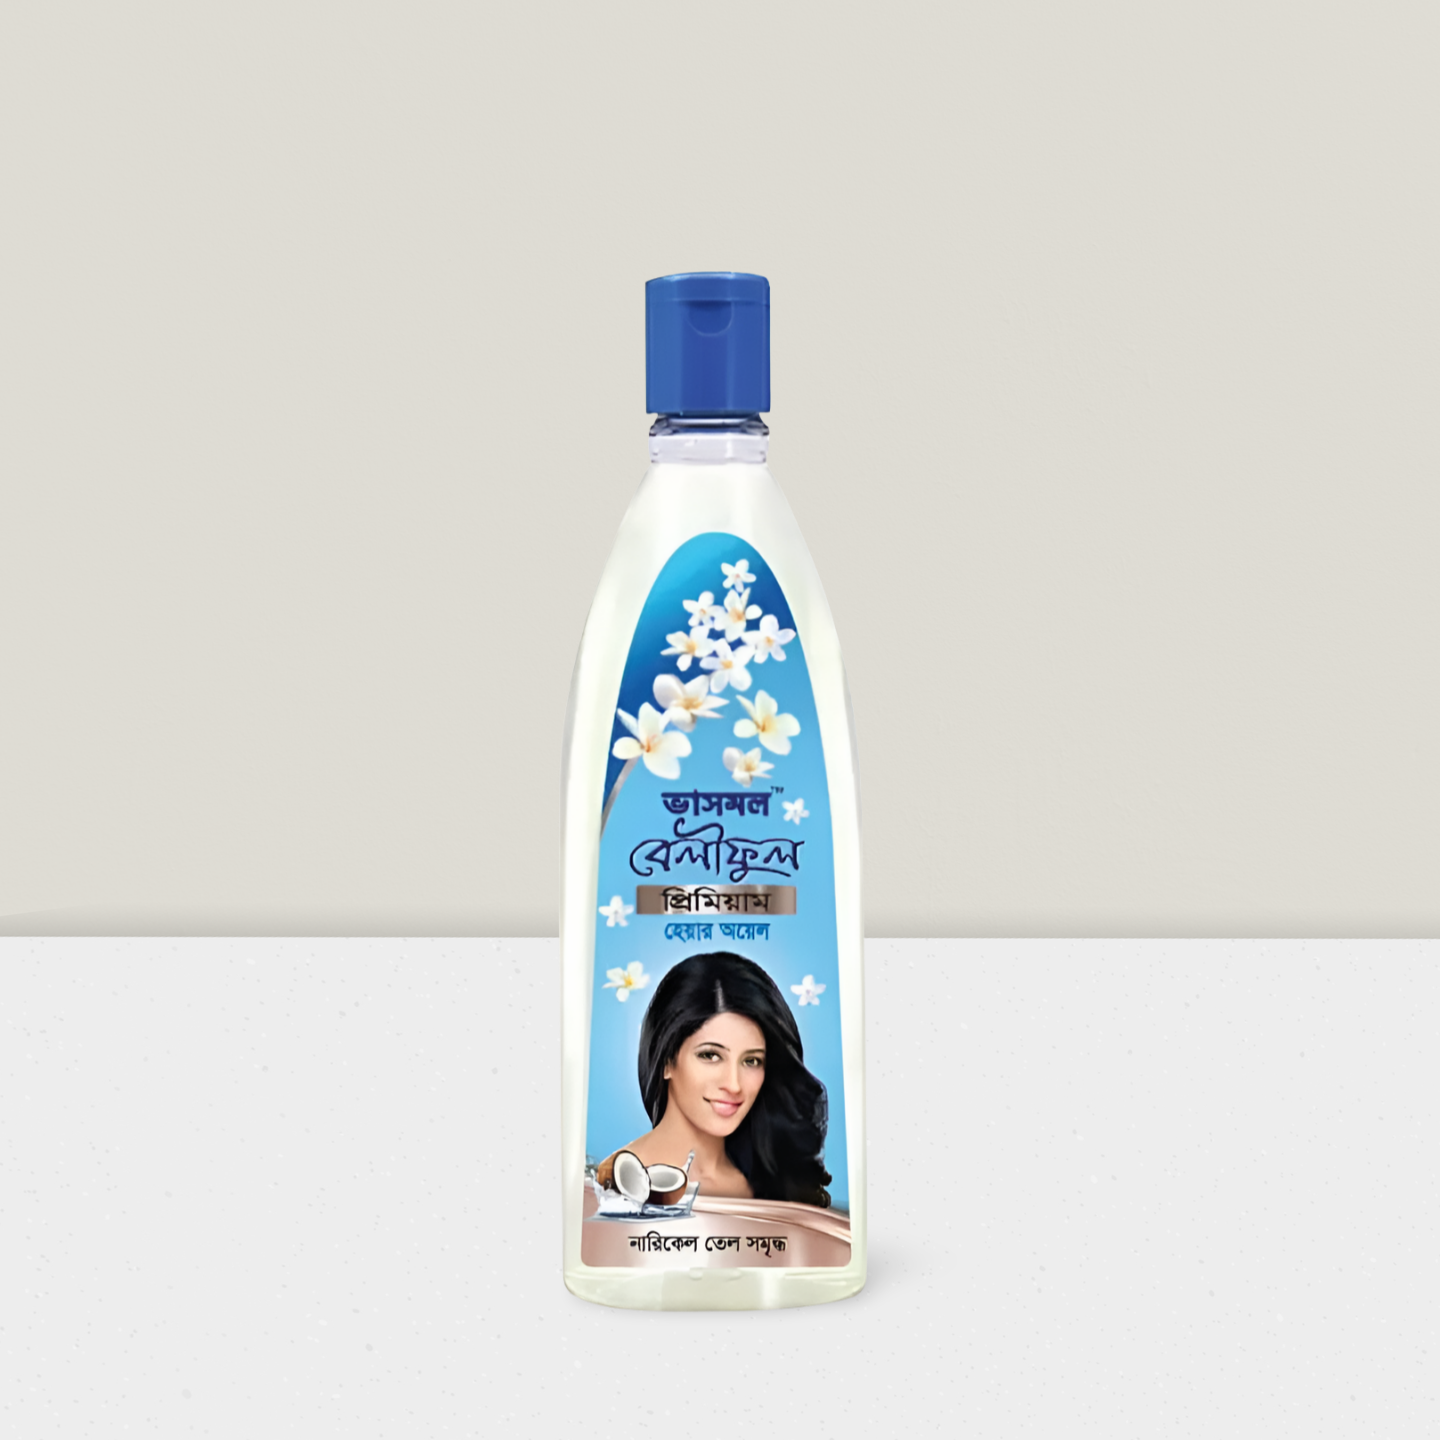 ভাসমল™
বেলীফুল
প্রিমিয়াম
হেয়ার অয়েল
নারিকেল তেল সমৃদ্ধ